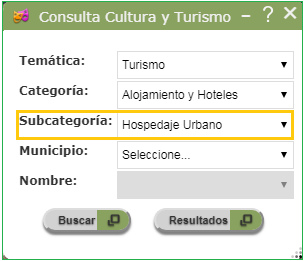 Consulta Cultura y Turismo – ? ×
Temática: Turismo
Categoría: Alojamiento y Hoteles
Subcategoría: Hospedaje Urbano
Municipio: Seleccione...
Nombre:
Buscar Resultados